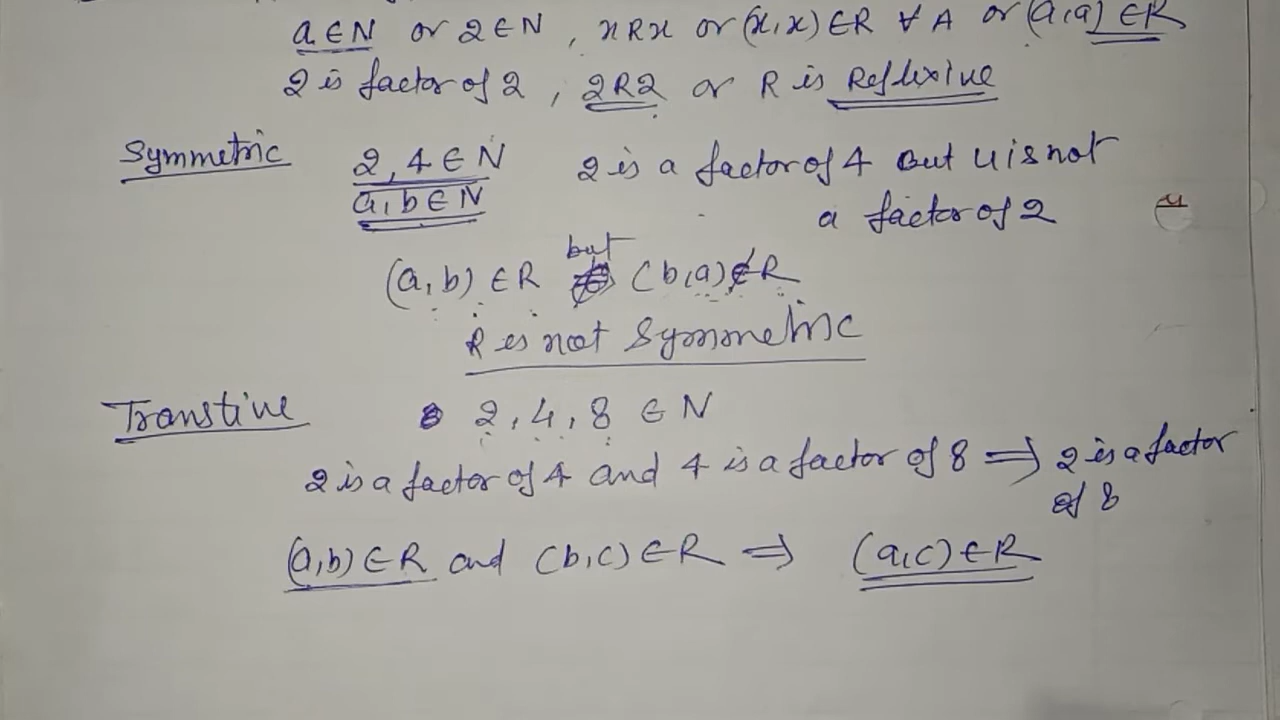 a ∈ N or 2 ∈ N , xRx or (x,x) ∈ R ∀ A or (a,a) ∈ R
2 is factor of 2 , 2R2 or R is Reflexive
Symmetric 2, 4 ∈ N 2 is a factor of 4 but 4 is not
a, b ∈ N a factor of 2
(a,b) ∈ R but (b,a) ∉ R
R is not Symmetric
Transtive 2, 4, 8 ∈ N
2 is a factor of 4 and 4 is a factor of 8 ⇒ 2 is a factor
of 8
(a,b) ∈ R and (b,c) ∈ R ⇒ (a,c) ∈ R